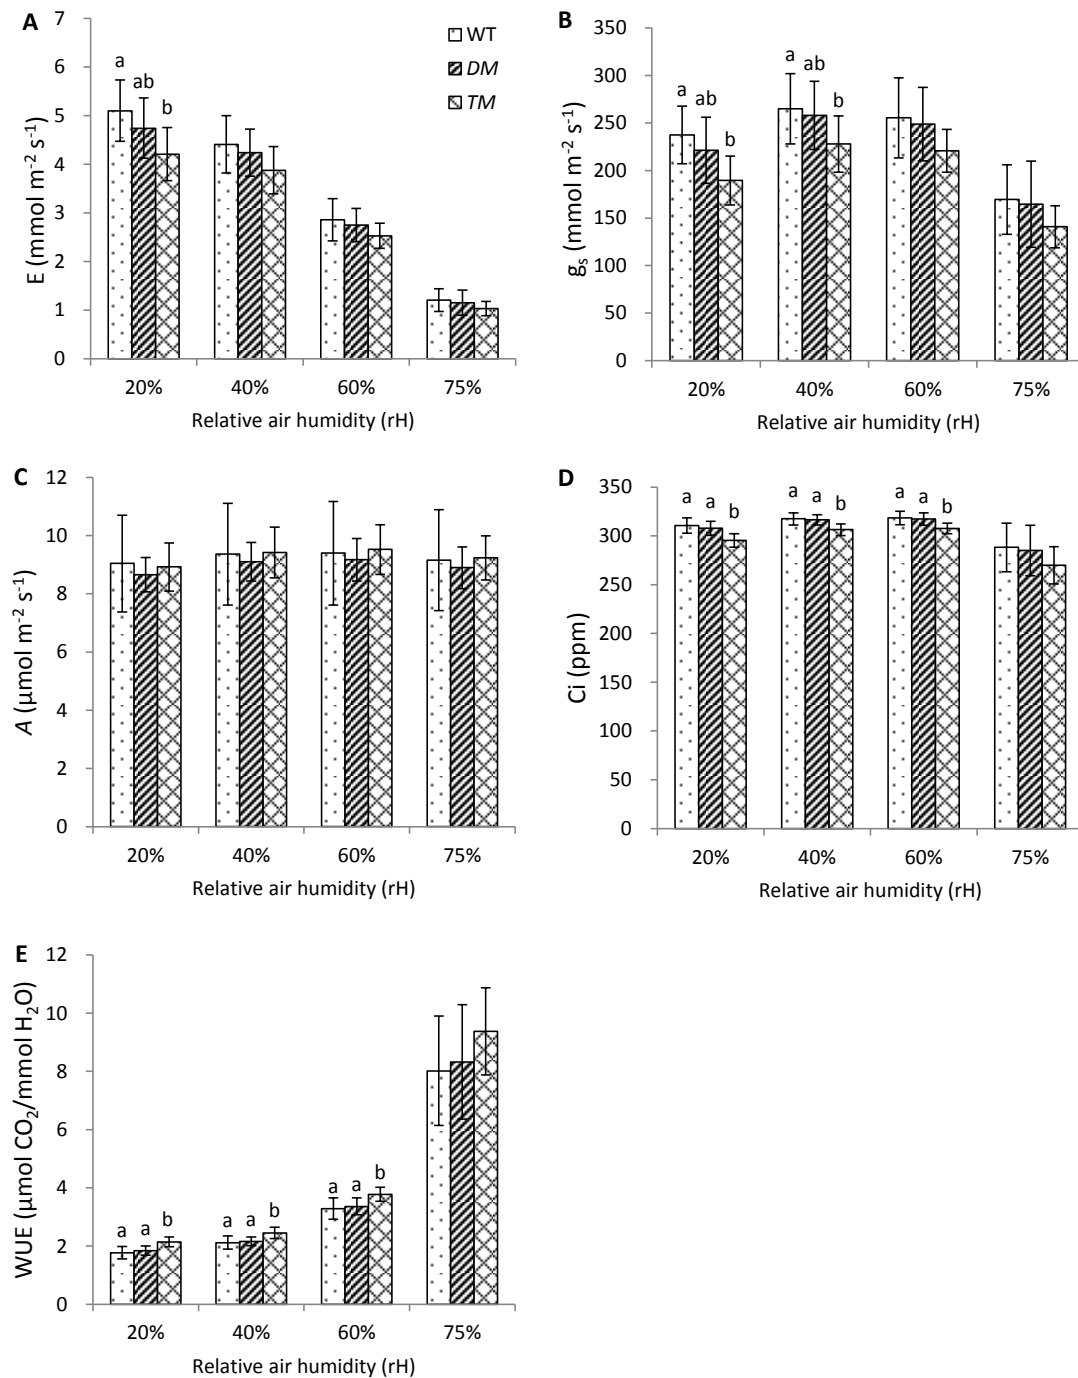 A
7
6
5
4
3
2
1
0
E (mmol m⁻² s⁻¹)
a ab b
WT
DM
TM
20% 40% 60% 75%
Relative air humidity (rH)
B
350
300
250
200
150
100
50
0
gₛ (mmol m⁻² s⁻¹)
a ab b a ab b
20% 40% 60% 75%
Relative air humidity (rH)
C
12
10
8
6
4
2
0
A (µmol m⁻² s⁻¹)
20% 40% 60% 75%
Relative air humidity (rH)
D
350
300
250
200
150
100
50
0
Ci (ppm)
a a b a a b a a b
20% 40% 60% 75%
Relative air humidity (rH)
E
12
10
8
6
4
2
0
WUE (µmol CO₂/mmol H₂O)
a a b a a b a a b
20% 40% 60% 75%
Relative air humidity (rH)